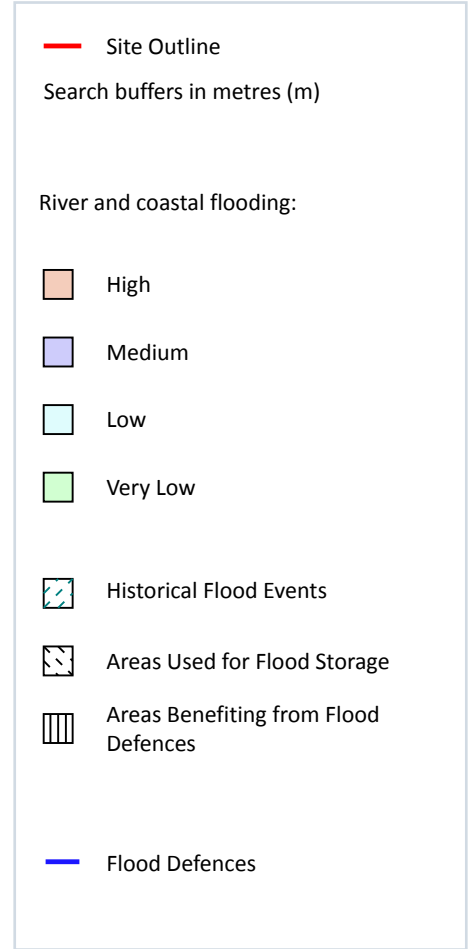 Site Outline
Search buffers in metres (m)
River and coastal flooding:
High
Medium
Low
Very Low
Historical Flood Events
Areas Used for Flood Storage
Areas Benefiting from Flood
Defences
Flood Defences